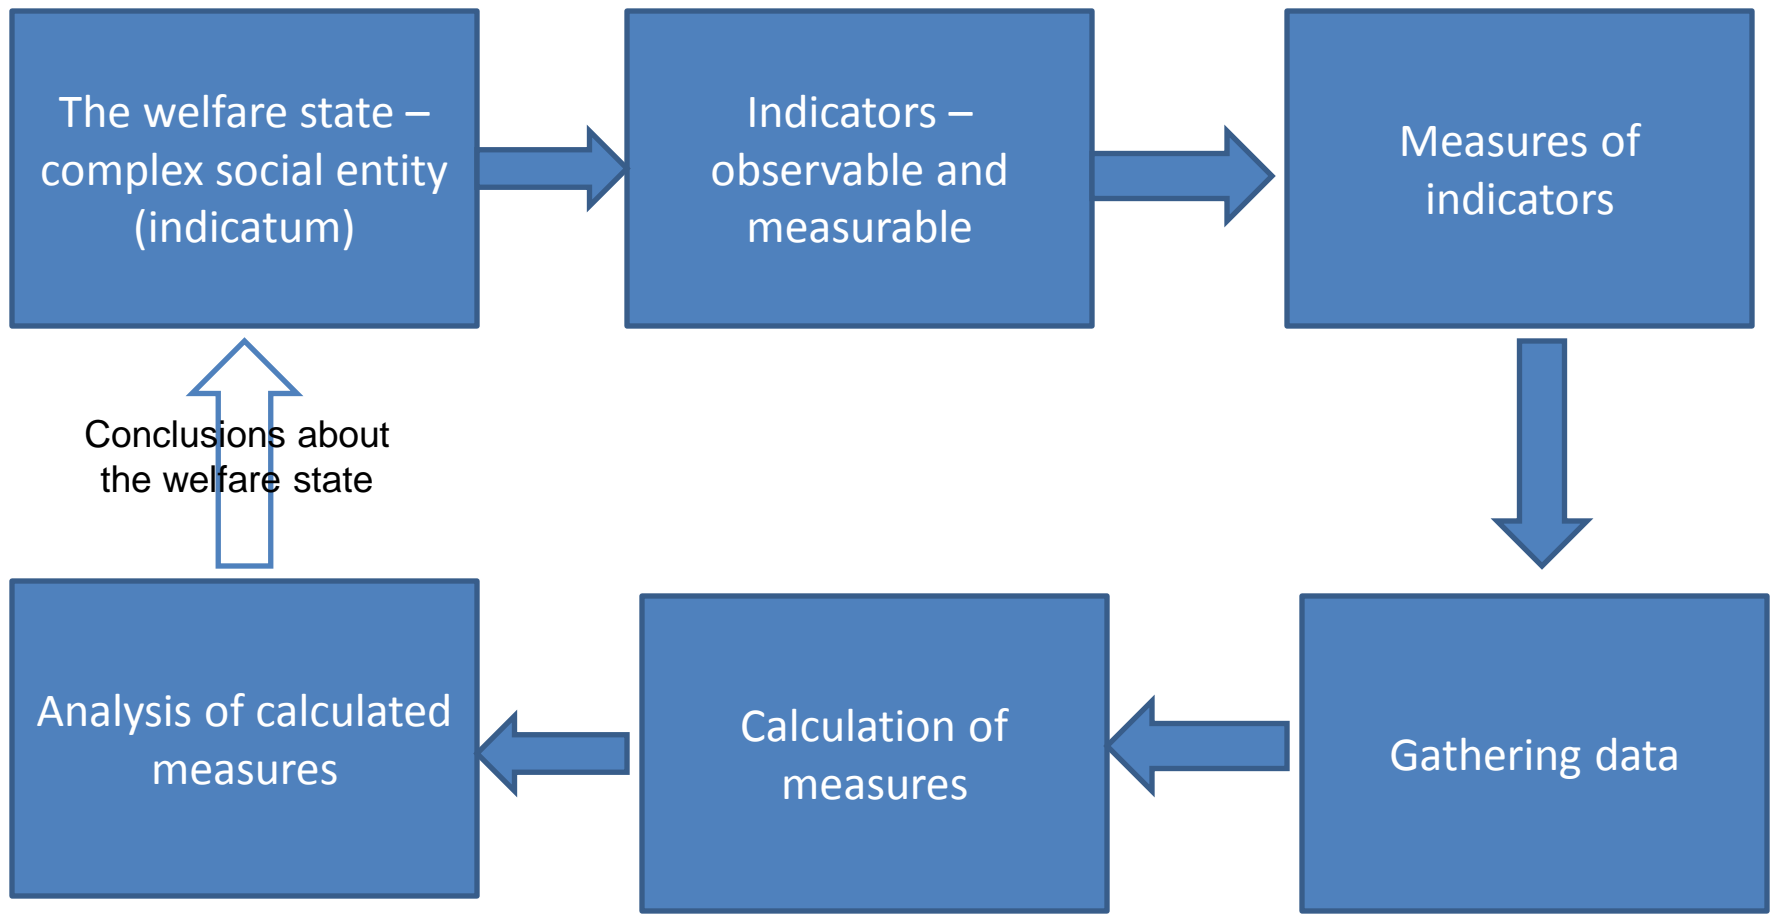 The welfare state –
complex social entity
(indicatum)
Indicators –
observable and
measurable
Measures of
indicators
Conclusions about
the welfare state
Analysis of calculated
measures
Calculation of
measures
Gathering data